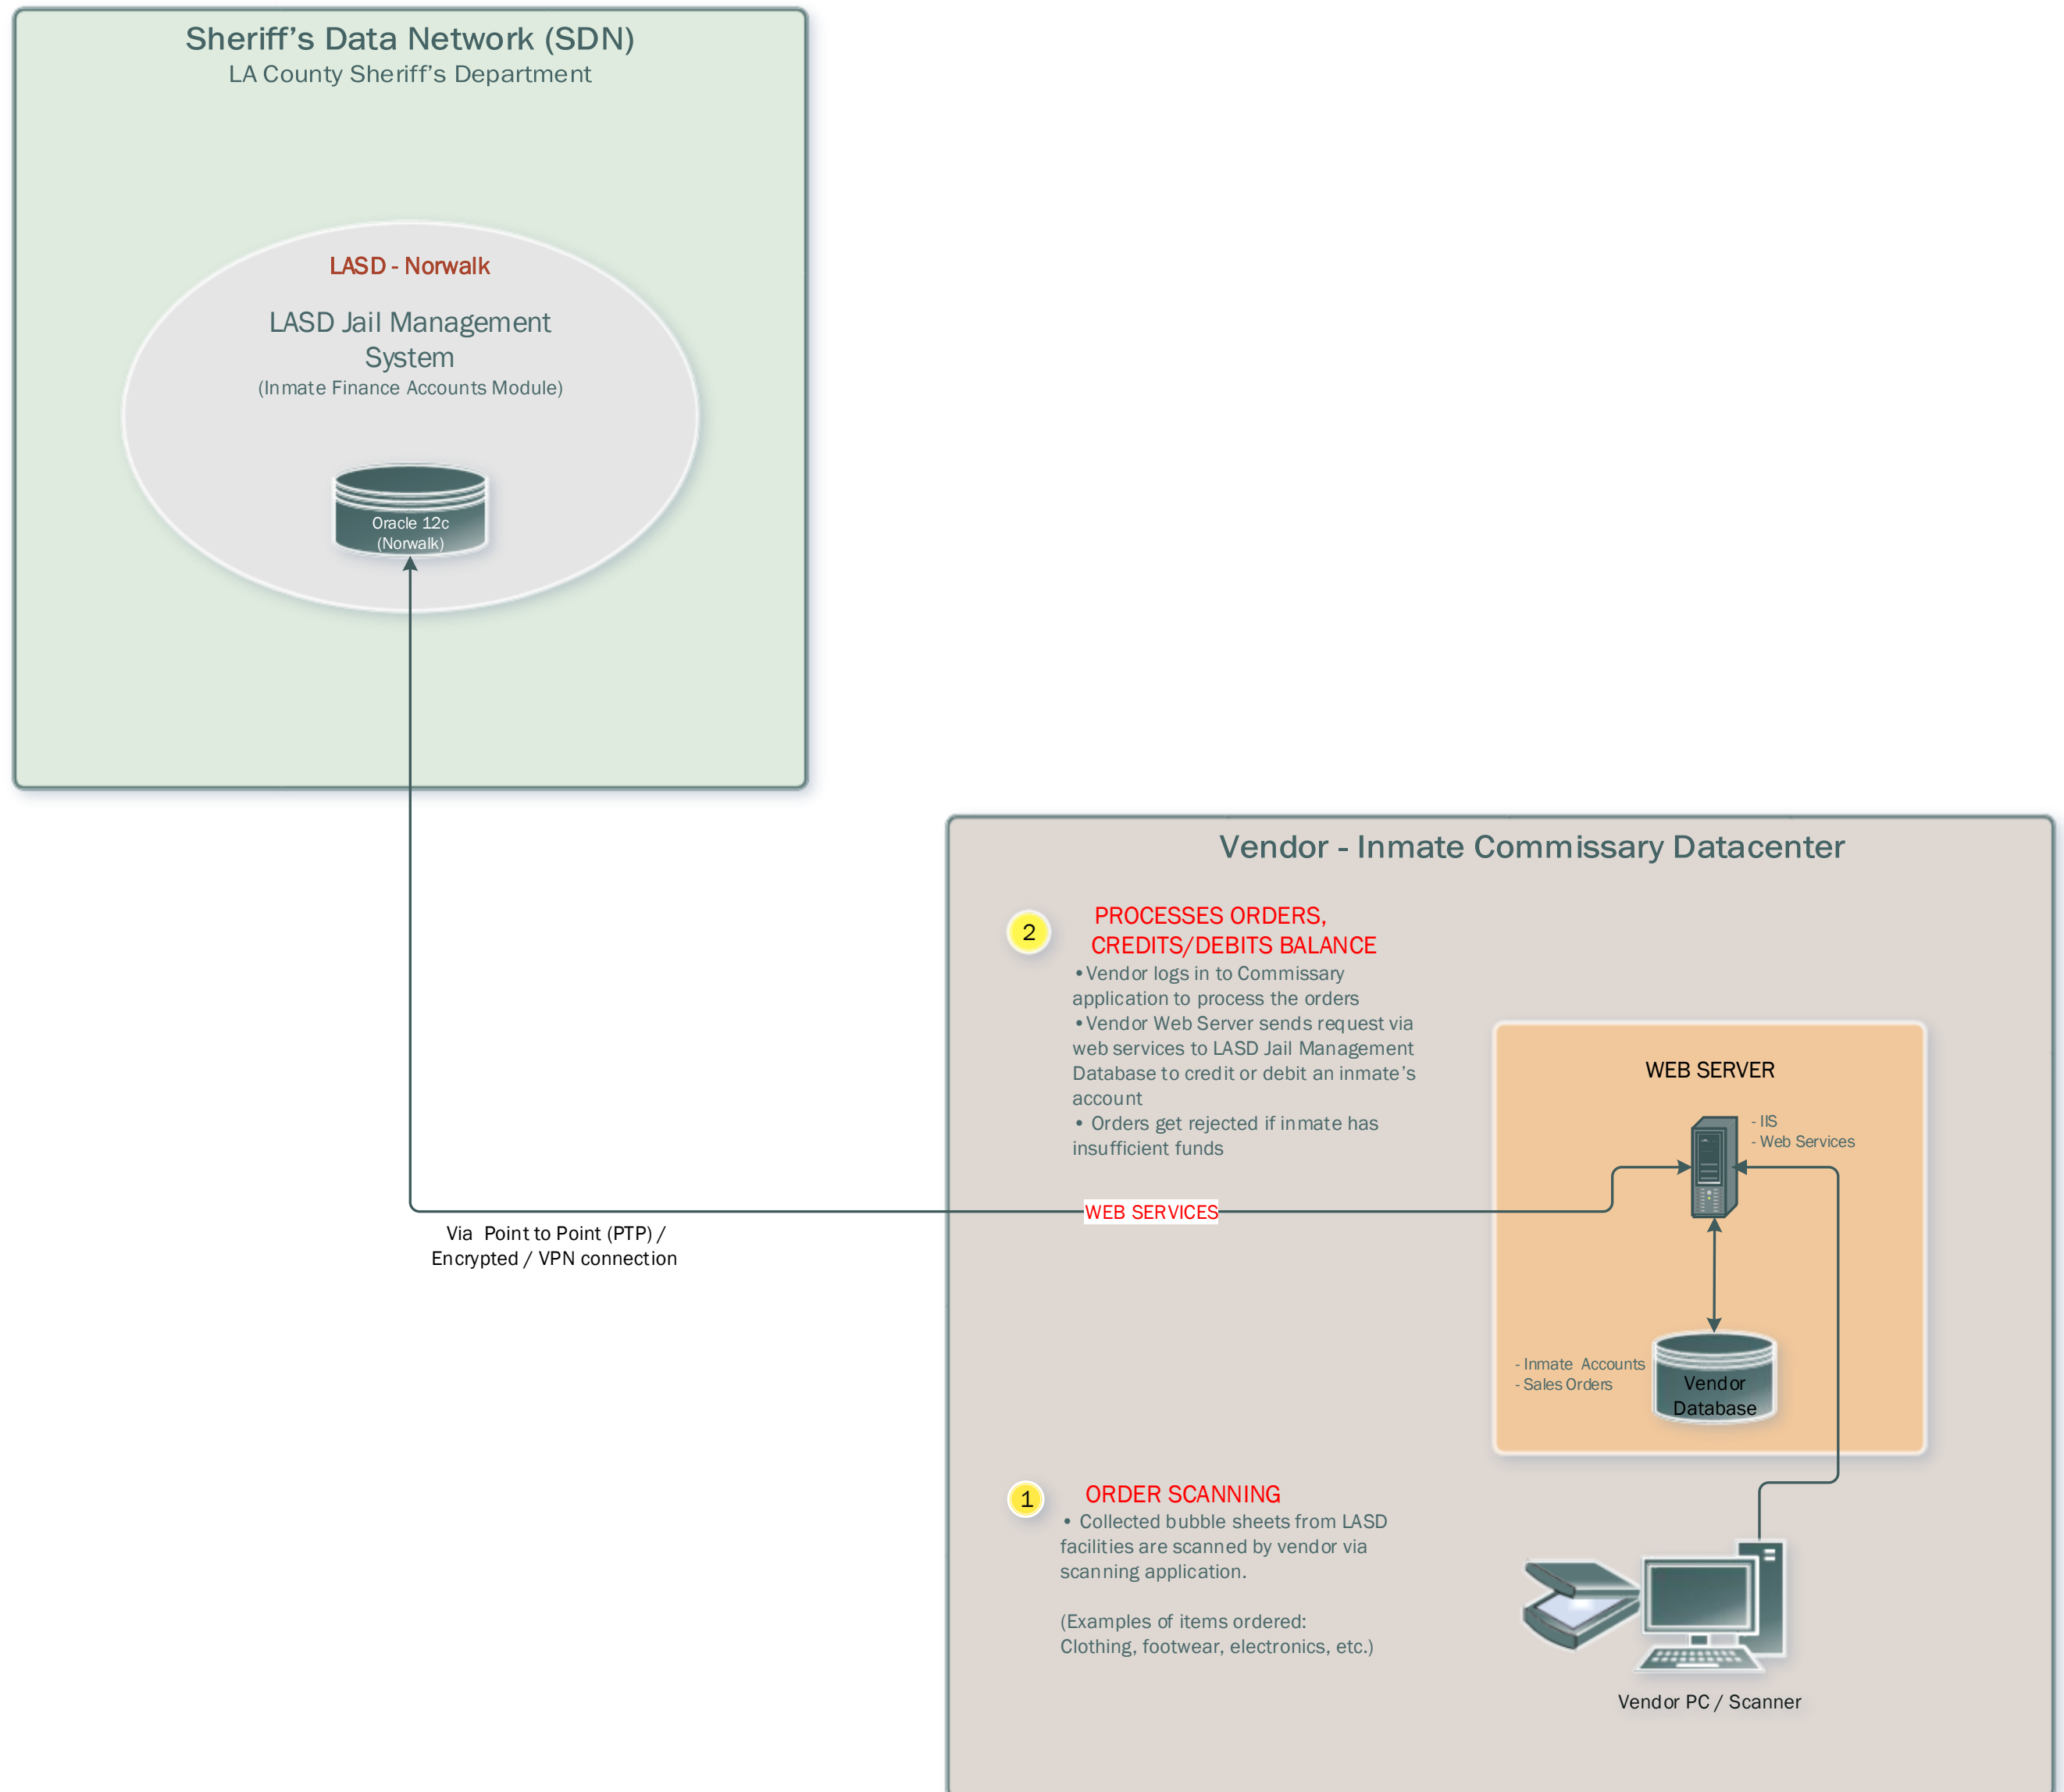 Sheriff’s Data Network (SDN)
LA County Sheriff’s Department
LASD - Norwalk
LASD Jail Management
System
(Inmate Finance Accounts Module)
Oracle 12c
(Norwalk)
Via Point to Point (PTP) /
Encrypted / VPN connection
Vendor - Inmate Commissary Datacenter
2
PROCESSES ORDERS,
CREDITS/DEBITS BALANCE
•Vendor logs in to Commissary
application to process the orders
•Vendor Web Server sends request via
web services to LASD Jail Management
Database to credit or debit an inmate’s
account
• Orders get rejected if inmate has
insufficient funds
WEB SERVICES
WEB SERVER
- IIS
- Web Services
- Inmate Accounts
- Sales Orders
Vendor
Database
1
ORDER SCANNING
• Collected bubble sheets from LASD
facilities are scanned by vendor via
scanning application.
(Examples of items ordered:
Clothing, footwear, electronics, etc.)
Vendor PC / Scanner